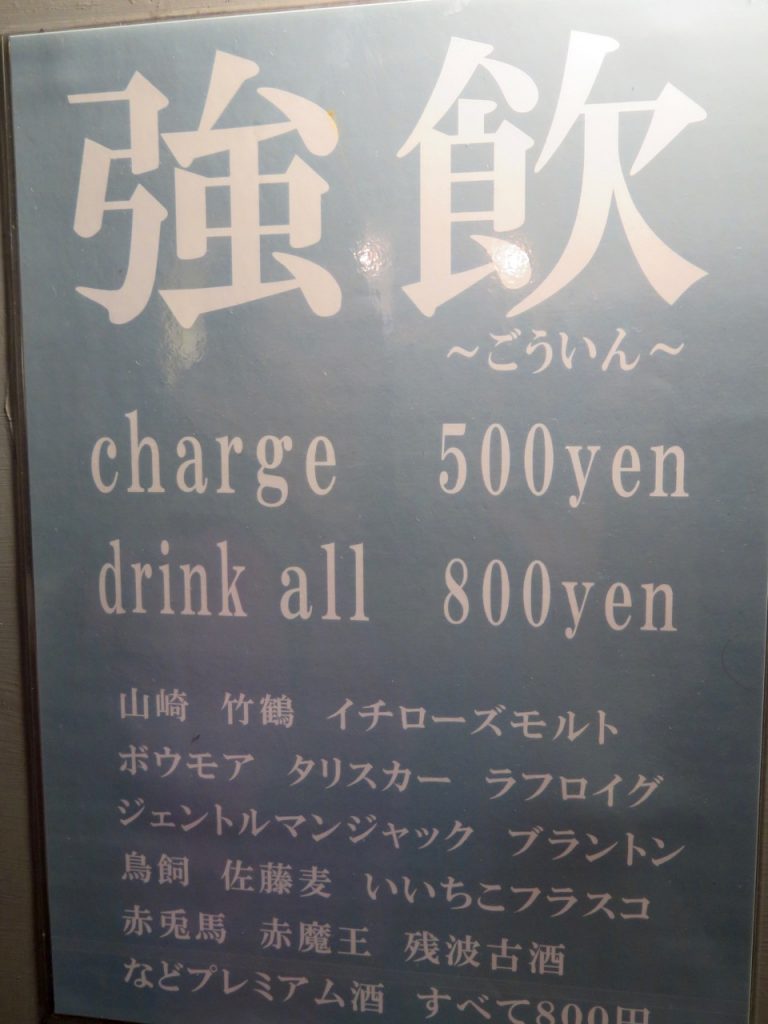 強飲
~ごういん~
charge 500yen
drink all 800yen
山崎 竹鶴 イチローズモルト
ボウモア タリスカー ラフロイグ
ジェントルマンジャック ブラントン
鳥飼 佐藤麦 いいちこフラスコ
赤兎馬 赤魔王 残波古酒
などプレミアム酒 すべて800円